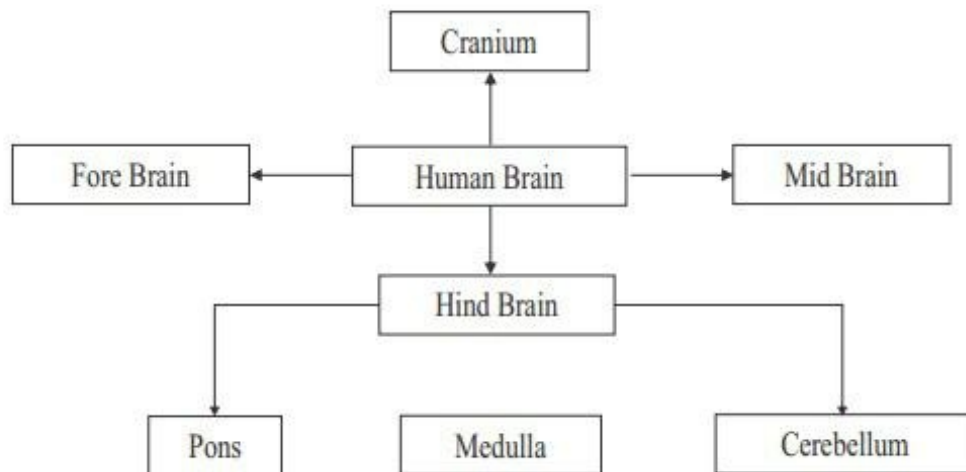 Cranium
Fore Brain
Human Brain
Mid Brain
Hind Brain
Pons
Medulla
Cerebellum